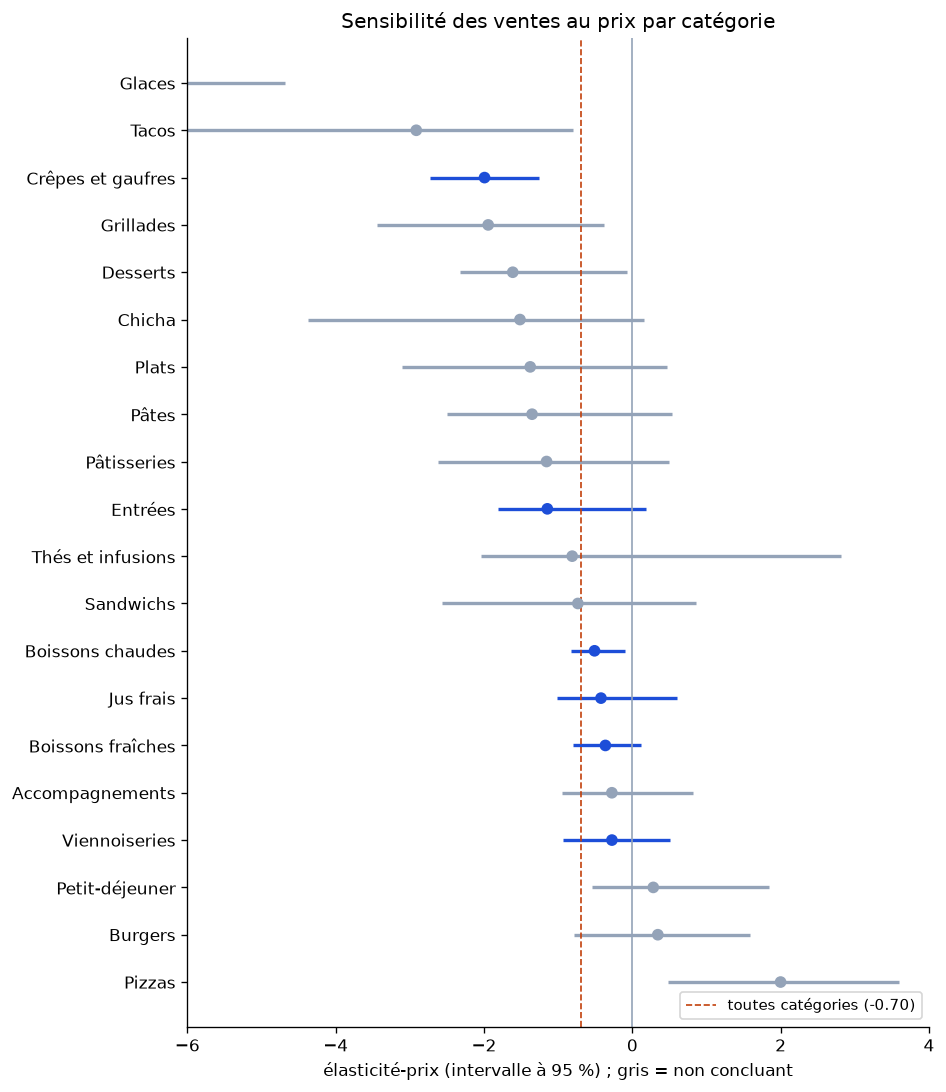 Sensibilité des ventes au prix par catégorie
Glaces
Tacos
Crêpes et gaufres
Grillades
Desserts
Chicha
Plats
Pâtes
Pâtisseries
Entrées
Thés et infusions
Sandwichs
Boissons chaudes
Jus frais
Boissons fraîches
Accompagnements
Viennoiseries
Petit-déjeuner
Burgers
Pizzas
toutes catégories (-0.70)
−6 −4 −2 0 2 4
élasticité-prix (intervalle à 95 %) ; gris = non concluant